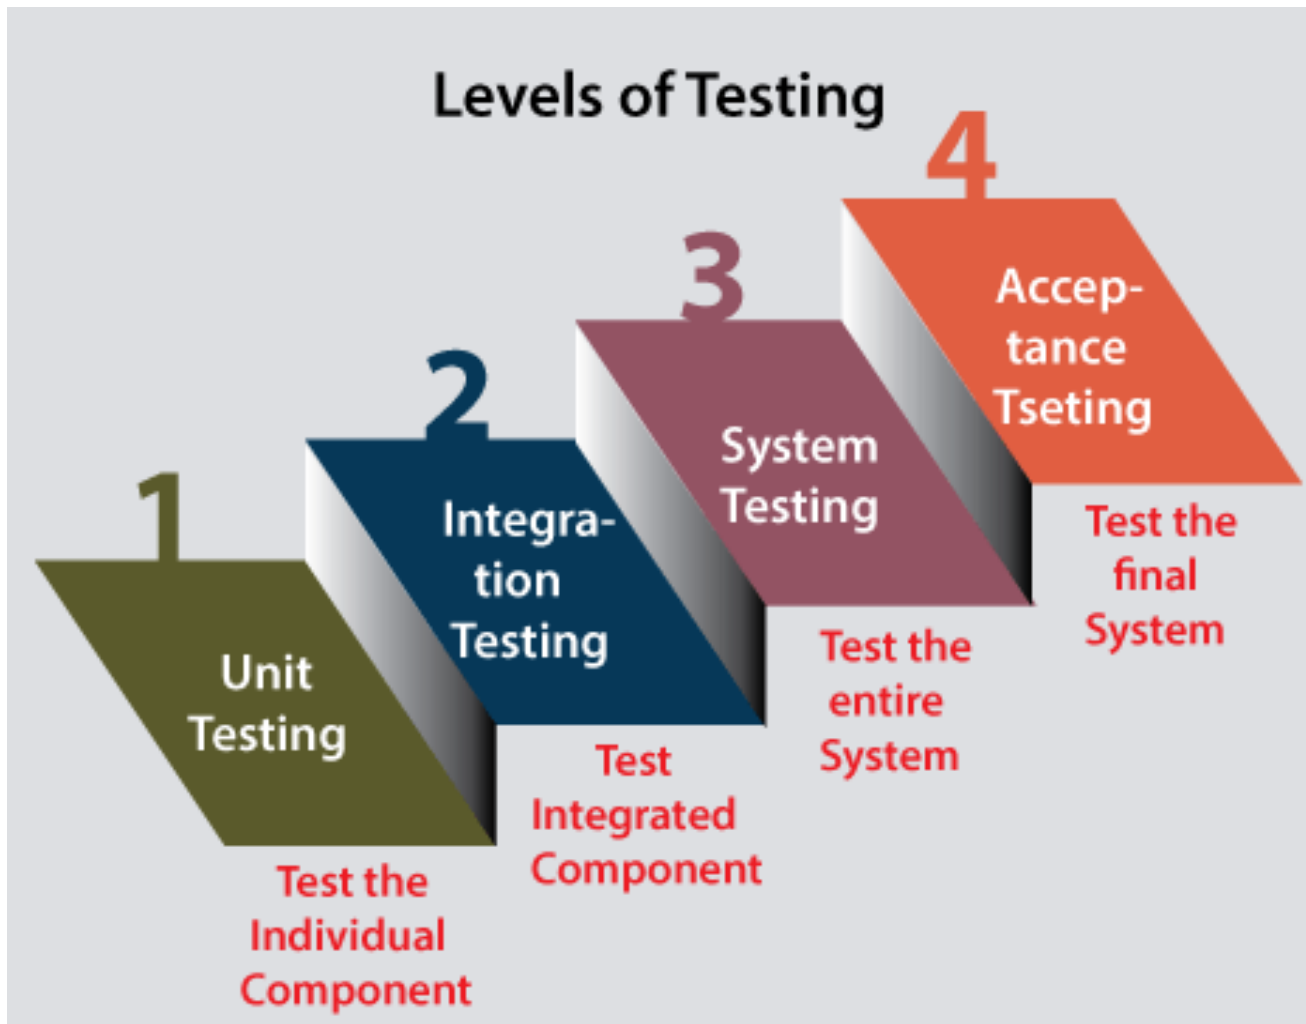 Levels of Testing
1
Unit
Testing
Test the
Individual
Component
2
Integra-
tion
Testing
Test
Integrated
Component
3
System
Testing
Test the
entire
System
4
Accep-
tance
Tseting
Test the
final
System